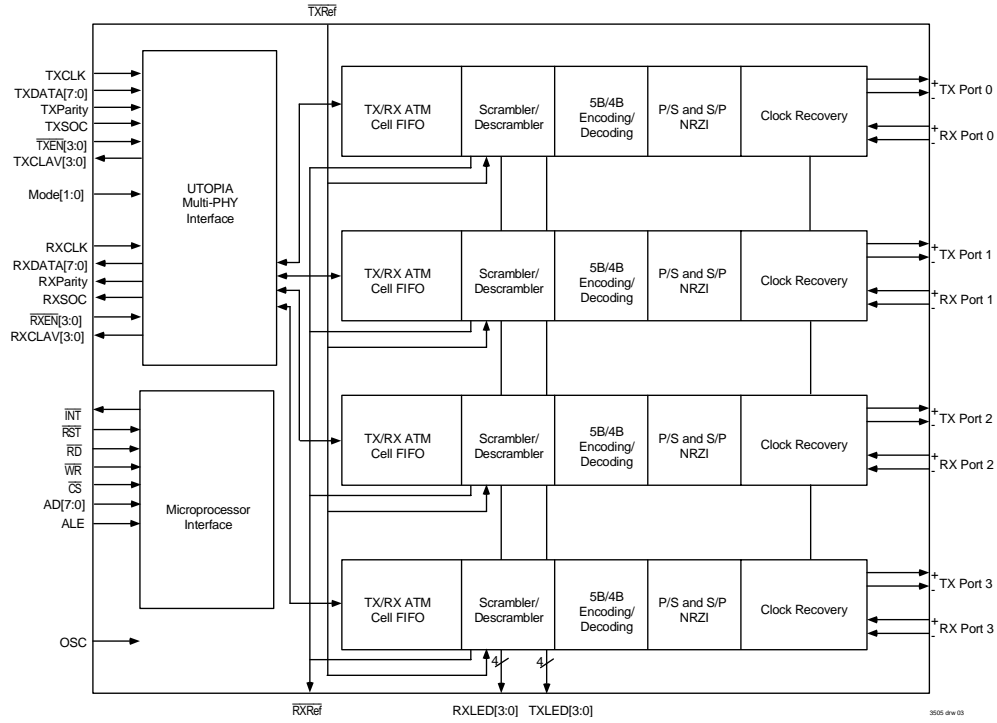 TXRef
TXCLK
TXDATA[7:0]
TXParity
TXSOC
TXEN[3:0]
TXCLAV[3:0]
Mode[1:0]
RXCLK
RXDATA[7:0]
RXParity
RXSOC
RXEN[3:0]
RXCLAV[3:0]
UTOPIA
Multi-PHY
Interface
INT
RST
RD
WR
CS
AD[7:0]
ALE
Microprocessor
Interface
OSC
TX/RX ATM
Cell FIFO
Scrambler/
Descrambler
5B/4B
Encoding/
Decoding
P/S and S/P
NRZI
Clock Recovery
+
-
TX Port 0
+
-
RX Port 0
TX/RX ATM
Cell FIFO
Scrambler/
Descrambler
5B/4B
Encoding/
Decoding
P/S and S/P
NRZI
Clock Recovery
+
-
TX Port 1
+
-
RX Port 1
TX/RX ATM
Cell FIFO
Scrambler/
Descrambler
5B/4B
Encoding/
Decoding
P/S and S/P
NRZI
Clock Recovery
+
-
TX Port 2
+
-
RX Port 2
TX/RX ATM
Cell FIFO
Scrambler/
Descrambler
5B/4B
Encoding/
Decoding
P/S and S/P
NRZI
Clock Recovery
+
-
TX Port 3
+
-
RX Port 3
4
4
RXRef
RXLED[3:0]
TXLED[3:0]
3505 drw 03